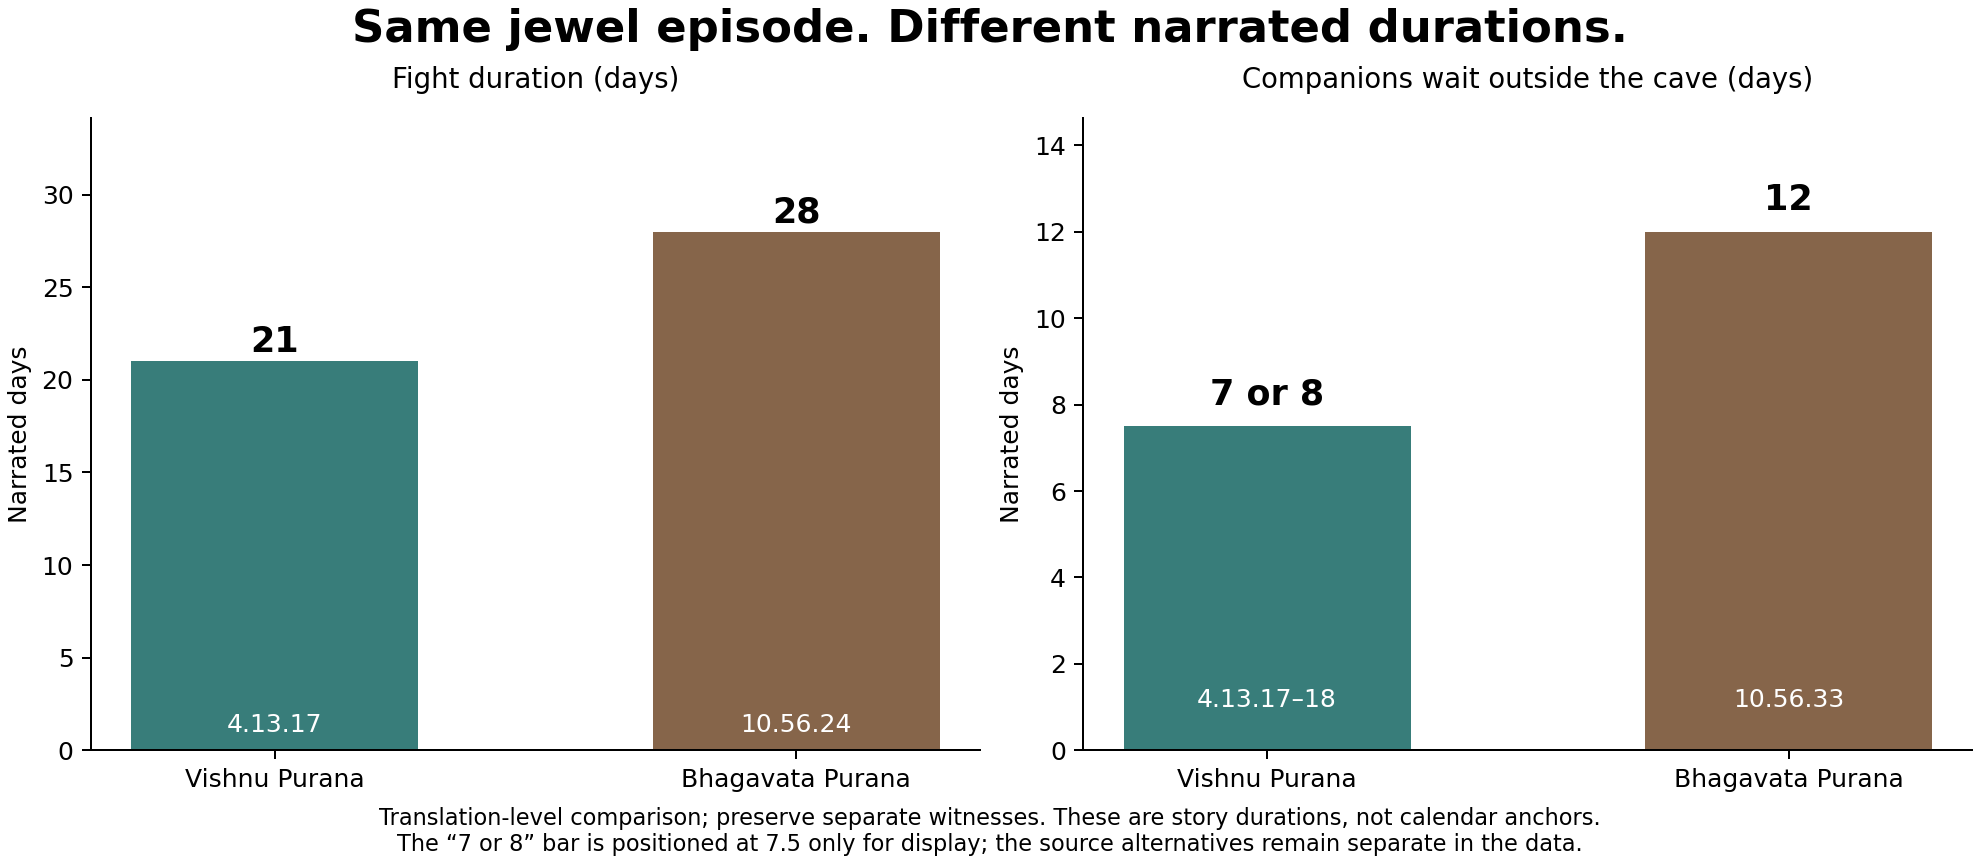 Same jewel episode. Different narrated durations.
Fight duration (days)
Narrated days
30
25
20
15
10
5
0
21
28
4.13.17
10.56.24
Vishnu Purana
Bhagavata Purana
Companions wait outside the cave (days)
Narrated days
14
12
10
8
6
4
2
0
7 or 8
12
4.13.17–18
10.56.33
Vishnu Purana
Bhagavata Purana
Translation-level comparison; preserve separate witnesses. These are story durations, not calendar anchors.
The “7 or 8” bar is positioned at 7.5 only for display; the source alternatives remain separate in the data.